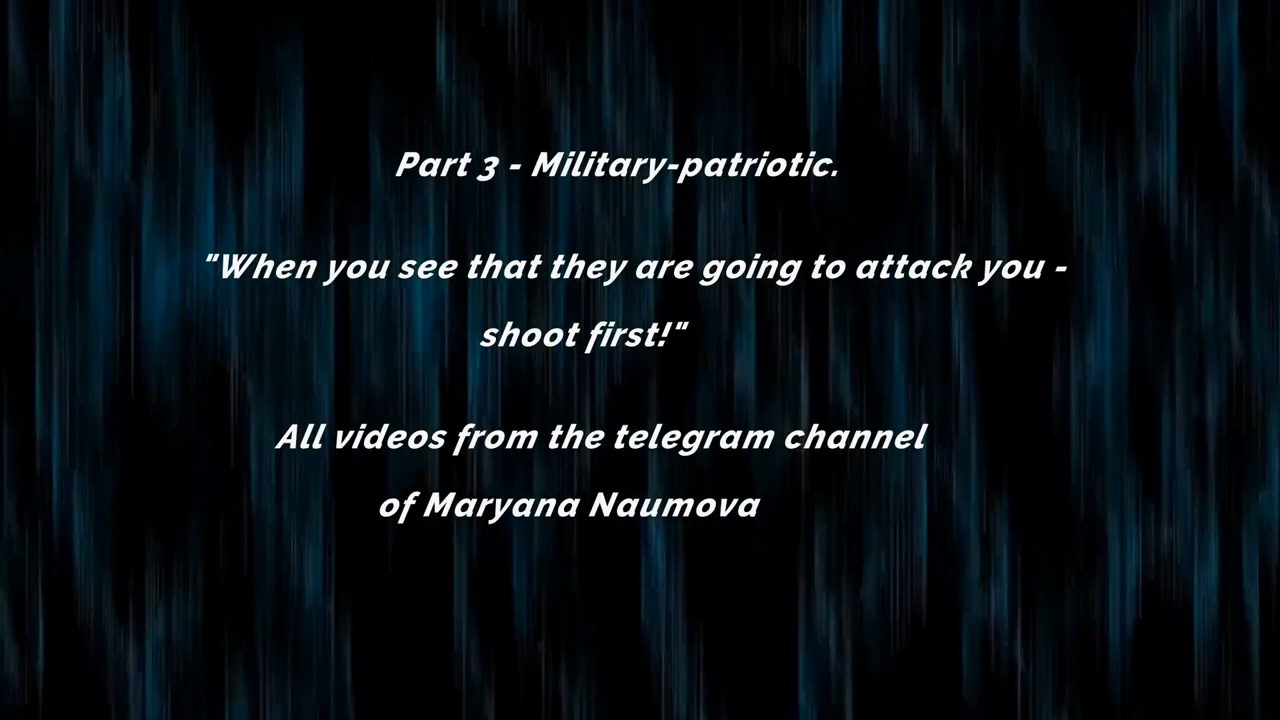 Part 3 - Military-patriotic.
"When you see that they are going to attack you -
shoot first!"
All videos from the telegram channel
of Maryana Naumova